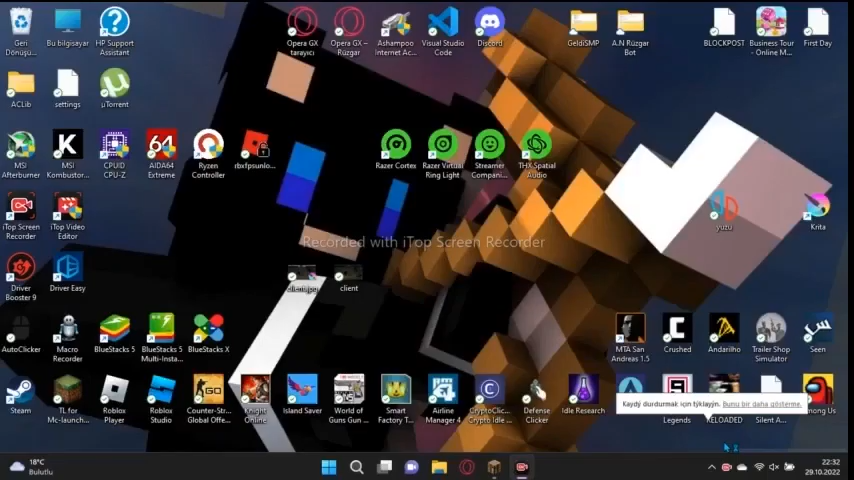 Geri
Dönüşü...
Bu bilgisayar
HP Support
Assistant
Opera GX
tarayıcı
Opera GX –
Rüzgar
Ashampoo
Internet Ac...
Visual Studio
Code
Discord
GeldiSMP
A.N Rüzgar
Bot
BLOCKPOST
Business Tour
- Online M...
First Day
ACLib
settings
µTorrent
MSI
Afterburner
MSI
Kombustor...
CPUID
CPU-Z
AIDA64
Extreme
Ryzen
Controller
rbxfpsunlo...
Razer Cortex
Razer Virtual
Ring Light
Streamer
Compani...
THX Spatial
Audio
iTop Screen
Recorder
iTop Video
Editor
yuzu
Krita
Recorded with iTop Screen Recorder
Driver
Booster 9
Driver Easy
client
AutoClicker
Macro
Recorder
BlueStacks 5
BlueStacks 5
Multi-Insta...
BlueStacks X
MTA San
Andreas 1.5
Crushed
Andarilho
Trailer Shop
Simulator
Seen
Steam
TL for
Mc-launch...
Roblox
Player
Roblox
Studio
Counter-Str...
Global Offe...
Knight
Online
Island Saver
World of
Guns Gun ...
Smart
Factory T...
Airline
Manager 4
CryptoClic...
Crypto Idle ...
Defense
Clicker
Idle Research
Legends
RELOADED
Silent A...
Among Us
Kaydý durdurmak için týklayýn. Bunu bir daha gösterme.
18°C
Bulutlu
22:32
29.10.2022